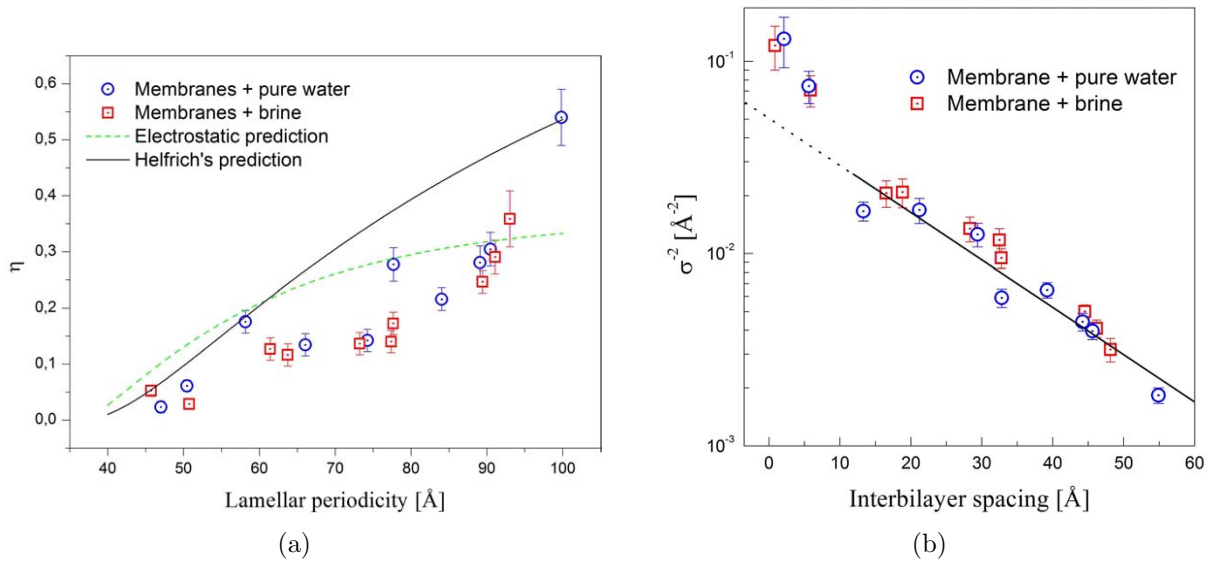 0,6
0,5
0,4
0,3
0,2
0,1
0,0
η
Membranes + pure water
Membranes + brine
Electrostatic prediction
Helfrich's prediction
40 50 60 70 80 90 100
Lamellar periodicity [Å]
(a)
10⁻¹
10⁻²
10⁻³
σ⁻² [Å⁻²]
Membrane + pure water
Membrane + brine
0 10 20 30 40 50 60
Interbilayer spacing [Å]
(b)